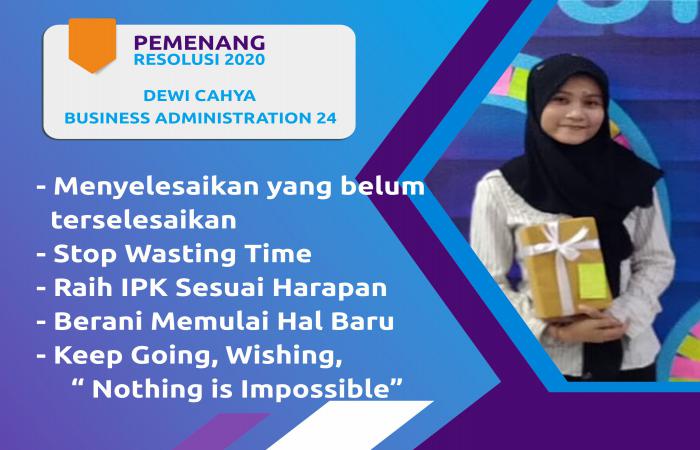 PEMENANG
RESOLUSI 2020
DEWI CAHYA
BUSINESS ADMINISTRATION 24
- Menyelesaikan yang belum
terselesaikan
- Stop Wasting Time
- Raih IPK Sesuai Harapan
- Berani Memulai Hal Baru
- Keep Going, Wishing,
“ Nothing is Impossible”